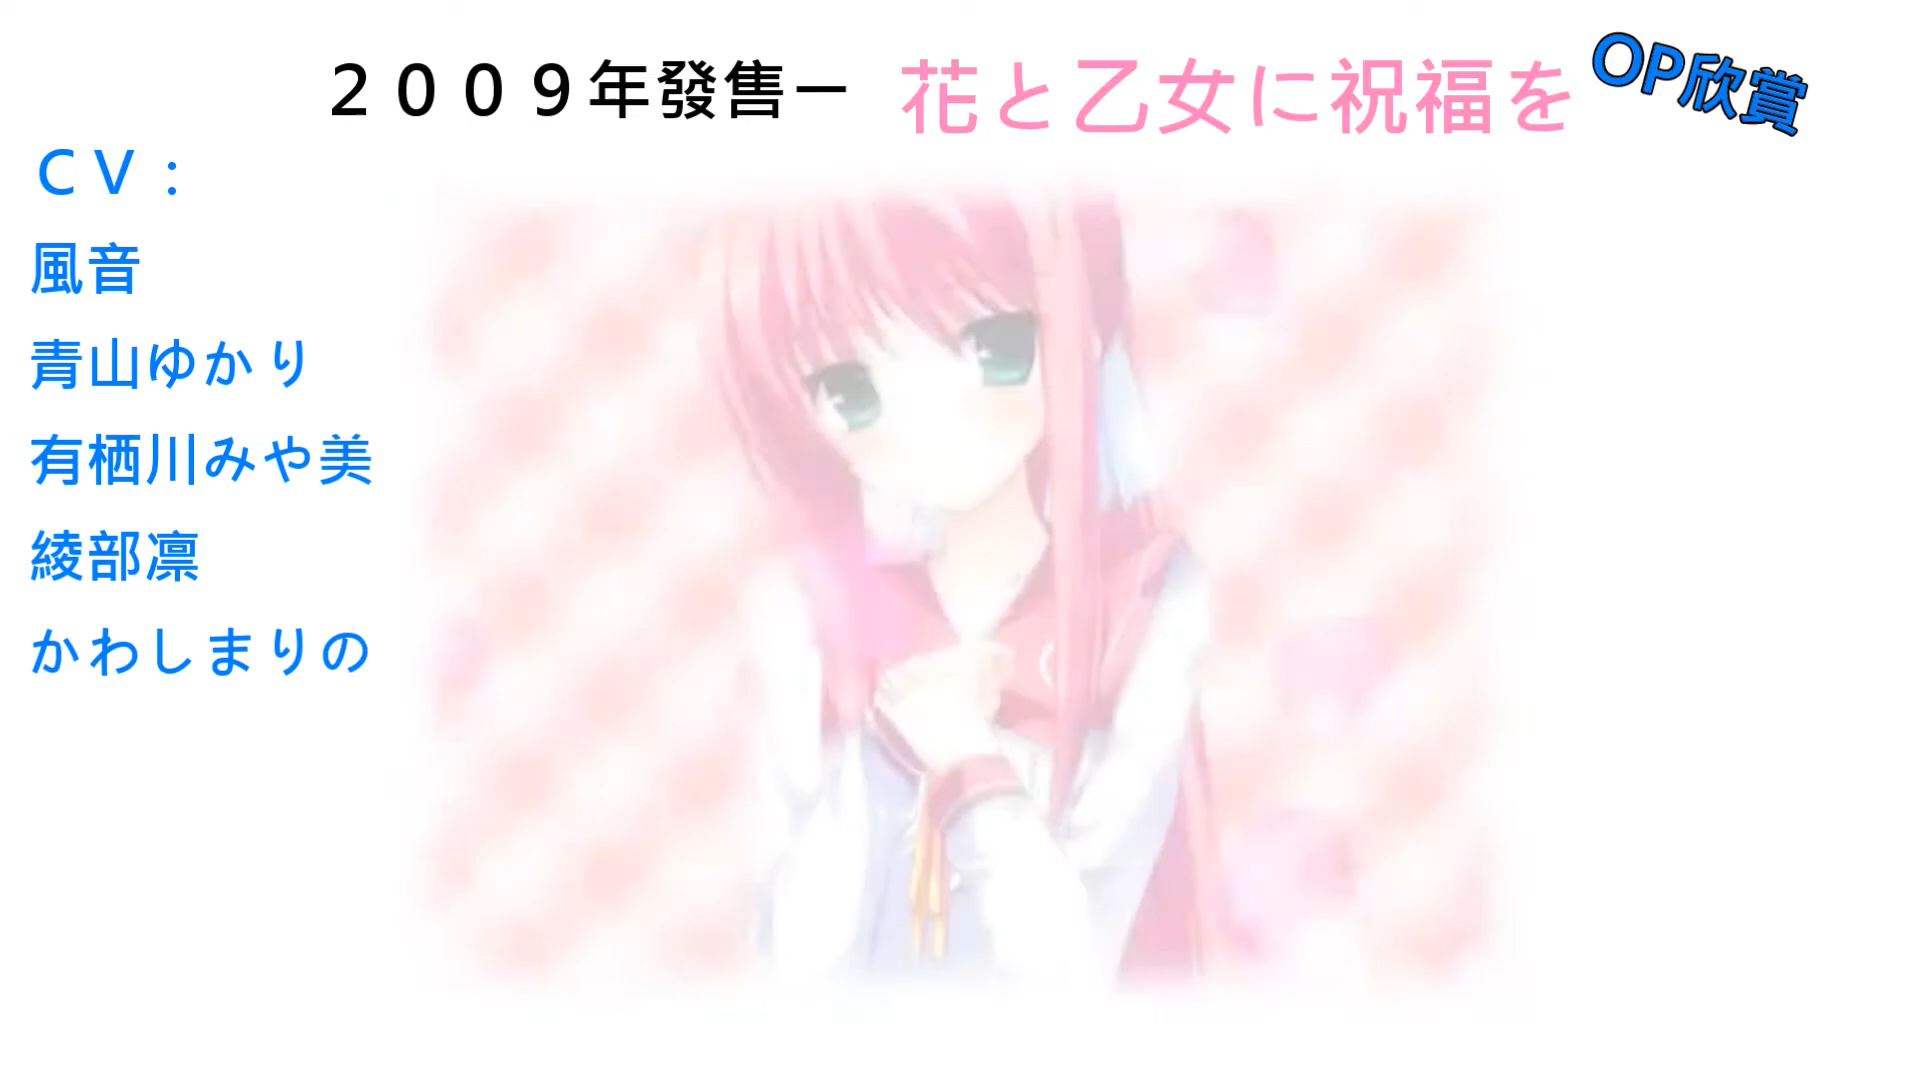 ２００９年發售－ 花と乙女に祝福を OP欣賞
ＣＶ：
風音
青山ゆかり
有栖川みや美
綾部凛
かわしまりの